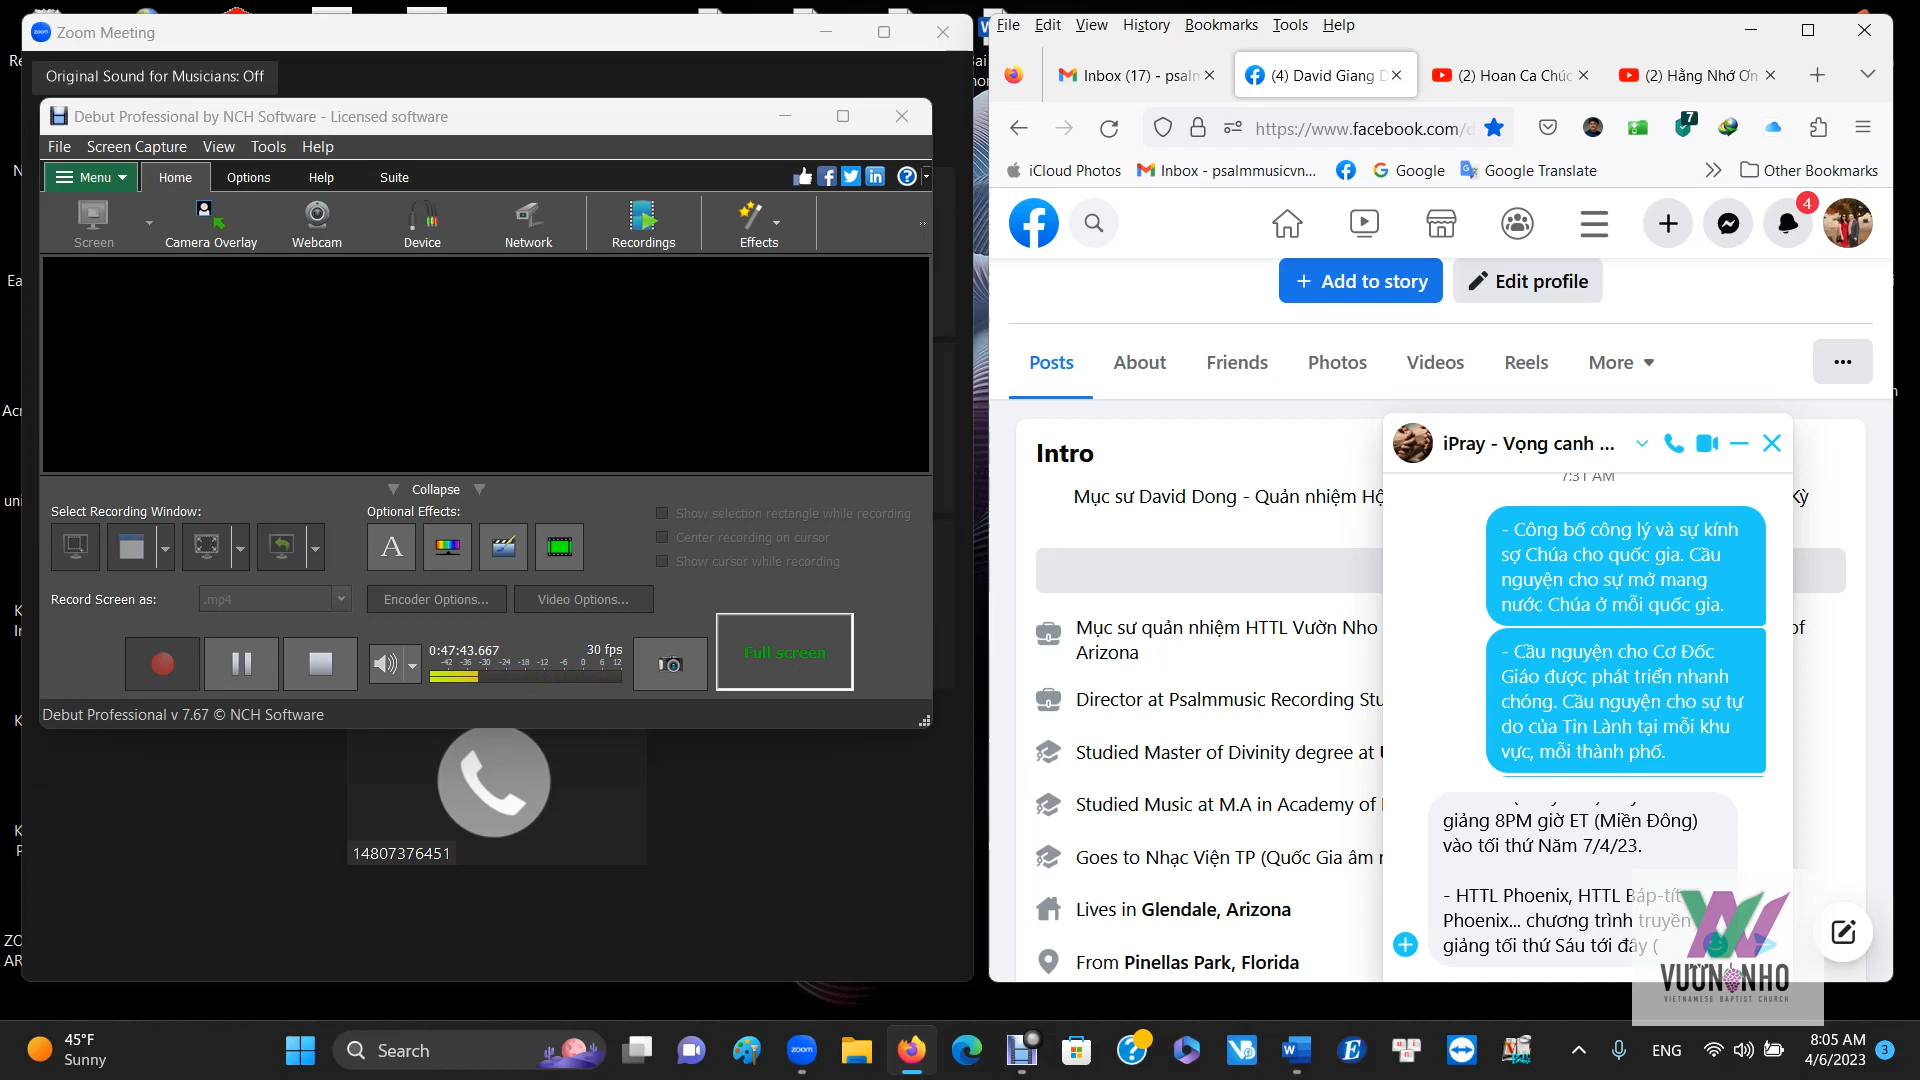 Zoom Meeting
Original Sound for Musicians: Off
Debut Professional by NCH Software - Licensed software
File Screen Capture View Tools Help
Menu Home Options Help Suite
Screen Camera Overlay Webcam Device Network Recordings Effects
Collapse
Select Recording Window: Optional Effects:
Show selection rectangle while recording
Center recording on cursor
Show cursor while recording
Record Screen as: .mp4 Encoder Options... Video Options...
Full screen
0:47:43.667 30 fps
-42 -36 -30 -24 -18 -12 -6 0 6 12
Debut Professional v 7.67 © NCH Software
14807376451
File Edit View History Bookmarks Tools Help
Inbox (17) - psalm
(4) David Giang D
(2) Hoan Ca Chúc
(2) Hằng Nhớ Ơn
https://www.facebook.com/d
7
iCloud Photos Inbox - psalmmusicvn... Google Google Translate Other Bookmarks
4
Add to story Edit profile
Posts About Friends Photos Videos Reels More
Intro
Mục sư David Dong - Quản nhiệm Hộ
Kỳ
Mục sư quản nhiệm HTTL Vườn Nho
of
Arizona
Director at Psalmmusic Recording Stu
Studied Master of Divinity degree at
Studied Music at M.A in Academy of
Goes to Nhạc Viện TP (Quốc Gia âm
Lives in Glendale, Arizona
From Pinellas Park, Florida
iPray - Vọng canh ...
7:31 AM
- Công bố công lý và sự kính
sợ Chúa cho quốc gia. Cầu
nguyện cho sự mở mang
nước Chúa ở mỗi quốc gia.
- Cầu nguyện cho Cơ Đốc
Giáo được phát triển nhanh
chóng. Cầu nguyện cho sự tự
do của Tin Lành tại mỗi khu
vực, mỗi thành phố.
giảng 8PM giờ ET (Miền Đông)
vào tối thứ Năm 7/4/23.
- HTTL Phoenix, HTTL Báp-tít
Phoenix... chương trình truyền
giảng tối thứ Sáu tới đây (
VƯỜN NHO
VIETNAMESE BAPTIST CHURCH
45°F
Sunny
Search
zoom
ENG
8:05 AM
4/6/2023
3